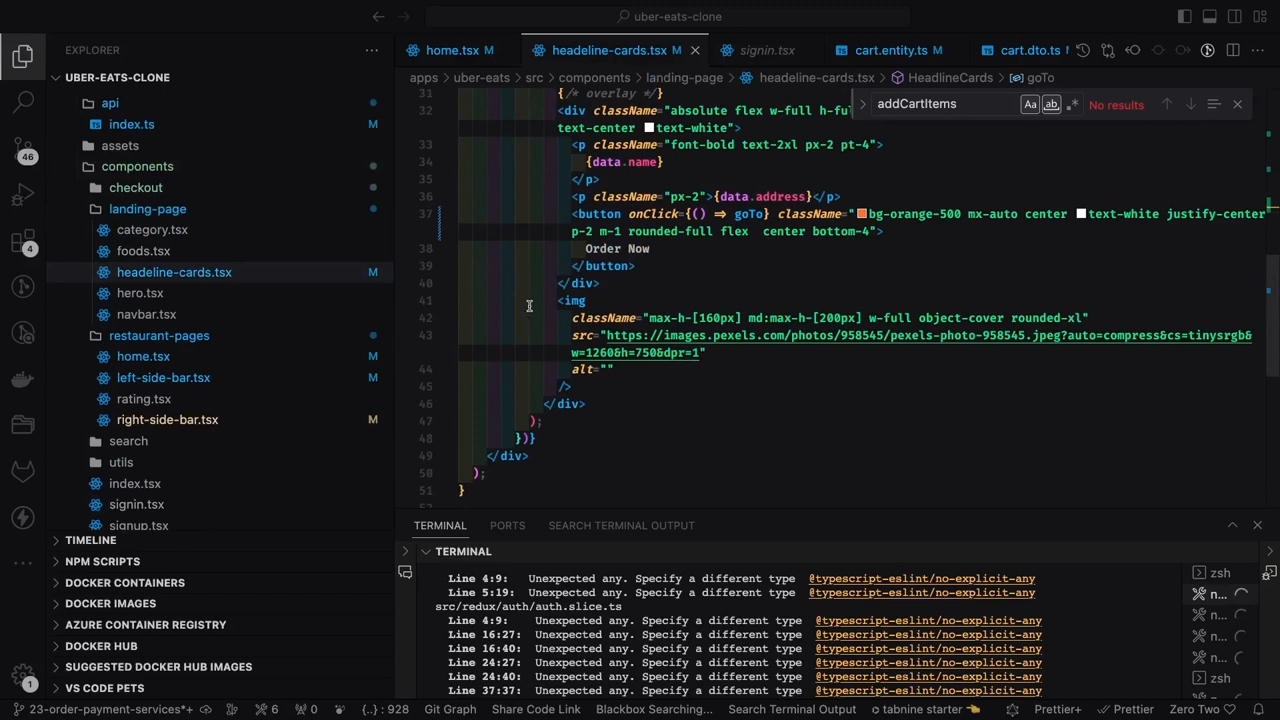 uber-eats-clone
EXPLORER
home.tsx M
headeline-cards.tsx M
signin.tsx
cart.entity.ts M
cart.dto.ts M
apps > uber-eats > src > components > landing-page > headeline-cards.tsx > HeadlineCards > goTo
UBER-EATS-CLONE
api
index.ts M
assets
components
checkout
landing-page
category.tsx
foods.tsx
headeline-cards.tsx M
hero.tsx
navbar.tsx
restaurant-pages
home.tsx M
left-side-bar.tsx M
rating.tsx
right-side-bar.tsx M
search
utils
index.tsx
signin.tsx
signup.tsx
TIMELINE
NPM SCRIPTS
DOCKER CONTAINERS
DOCKER IMAGES
AZURE CONTAINER REGISTRY
DOCKER HUB
SUGGESTED DOCKER HUB IMAGES
VS CODE PETS
46
4
1
addCartItems
Aa
ab
No results
31 {/* overlay */}
32 <div className="absolute flex w-full h-ful
text-center text-white">
33 <p className="font-bold text-2xl px-2 pt-4">
34 {data.name}
35 </p>
36 <p className="px-2">{data.address}</p>
37 <button onClick={() => goTo} className="bg-orange-500 mx-auto center text-white justify-center
p-2 m-1 rounded-full flex  center bottom-4">
38 Order Now
39 </button>
40 </div>
41 <img
42 className="max-h-[160px] md:max-h-[200px] w-full object-cover rounded-xl"
43 src="https://images.pexels.com/photos/958545/pexels-photo-958545.jpeg?auto=compress&cs=tinysrgb&
w=1260&h=750&dpr=1"
44 alt=""
45 />
46 </div>
47 );
48 })}
49 </div>
50 );
51 }
TERMINAL PORTS SEARCH TERMINAL OUTPUT
TERMINAL
Line 4:9: Unexpected any. Specify a different type @typescript-eslint/no-explicit-any
Line 5:19: Unexpected any. Specify a different type @typescript-eslint/no-explicit-any
src/redux/auth/auth.slice.ts
Line 4:9: Unexpected any. Specify a different type @typescript-eslint/no-explicit-any
Line 16:27: Unexpected any. Specify a different type @typescript-eslint/no-explicit-any
Line 16:40: Unexpected any. Specify a different type @typescript-eslint/no-explicit-any
Line 24:27: Unexpected any. Specify a different type @typescript-eslint/no-explicit-any
Line 24:40: Unexpected any. Specify a different type @typescript-eslint/no-explicit-any
Line 37:37: Unexpected any. Specify a different type @typescript-eslint/no-explicit-any
zsh
n...
n...
n...
n...
zsh
n...
23-order-payment-services*+ 6 0 {..} : 928 Git Graph Share Code Link Blackbox Searching... Search Terminal Output tabnine starter Prettier+ Prettier Zero Two